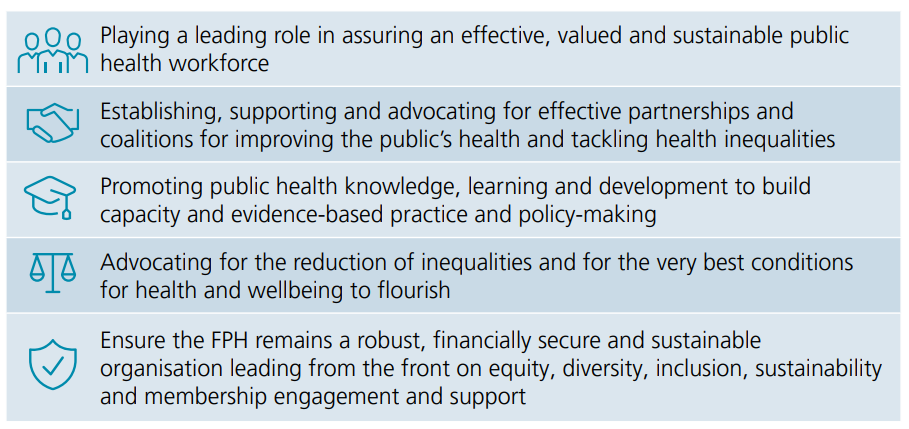 Playing a leading role in assuring an effective, valued and sustainable public
health workforce
Establishing, supporting and advocating for effective partnerships and
coalitions for improving the public’s health and tackling health inequalities
Promoting public health knowledge, learning and development to build
capacity and evidence-based practice and policy-making
Advocating for the reduction of inequalities and for the very best conditions
for health and wellbeing to flourish
Ensure the FPH remains a robust, financially secure and sustainable
organisation leading from the front on equity, diversity, inclusion, sustainability
and membership engagement and support